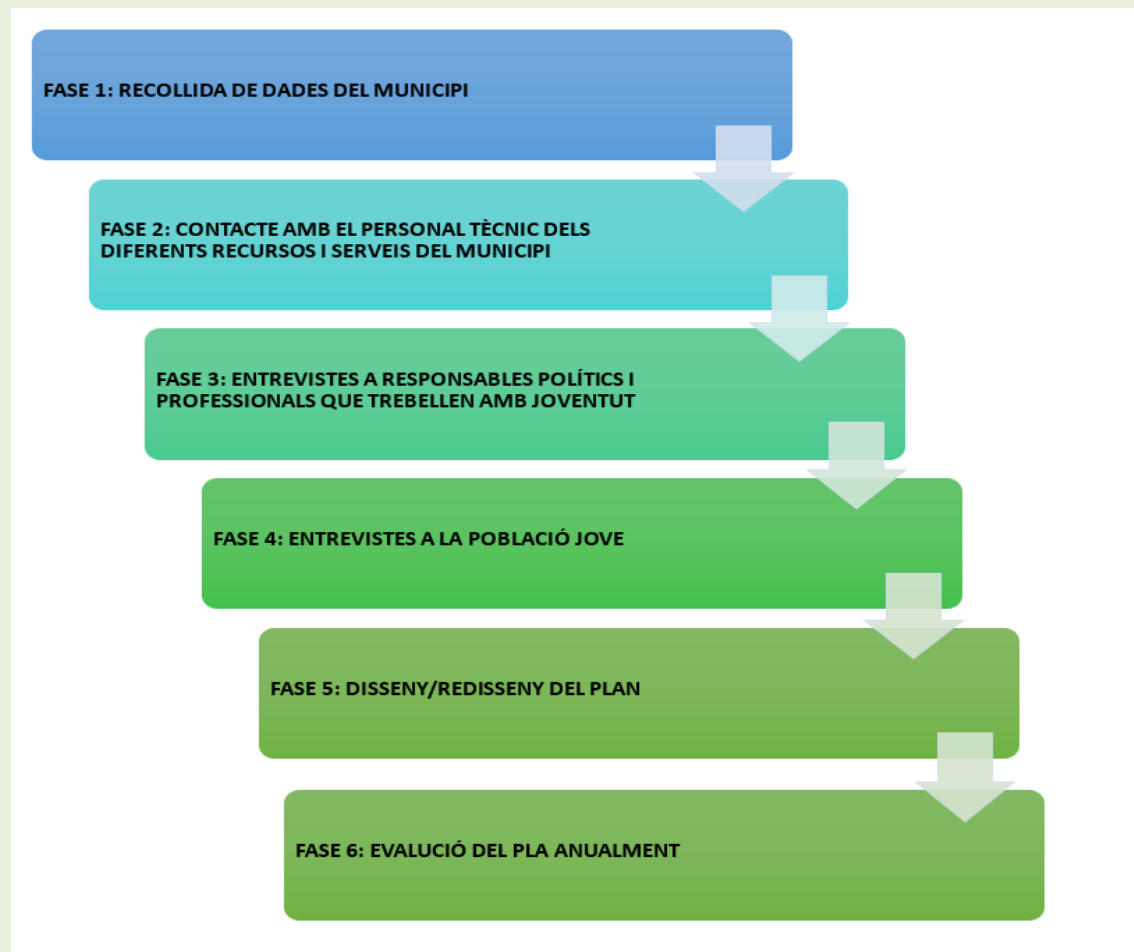 FASE 1: RECOLLIDA DE DADES DEL MUNICIPI
FASE 2: CONTACTE AMB EL PERSONAL TÈCNIC DELS
DIFERENTS RECURSOS I SERVEIS DEL MUNICIPI
FASE 3: ENTREVISTES A RESPONSABLES POLÍTICS I
PROFESSIONALS QUE TREBELLEN AMB JOVENTUT
FASE 4: ENTREVISTES A LA POBLACIÓ JOVE
FASE 5: DISSENY/REDISSENY DEL PLAN
FASE 6: EVALUCIÓ DEL PLA ANUALMENT